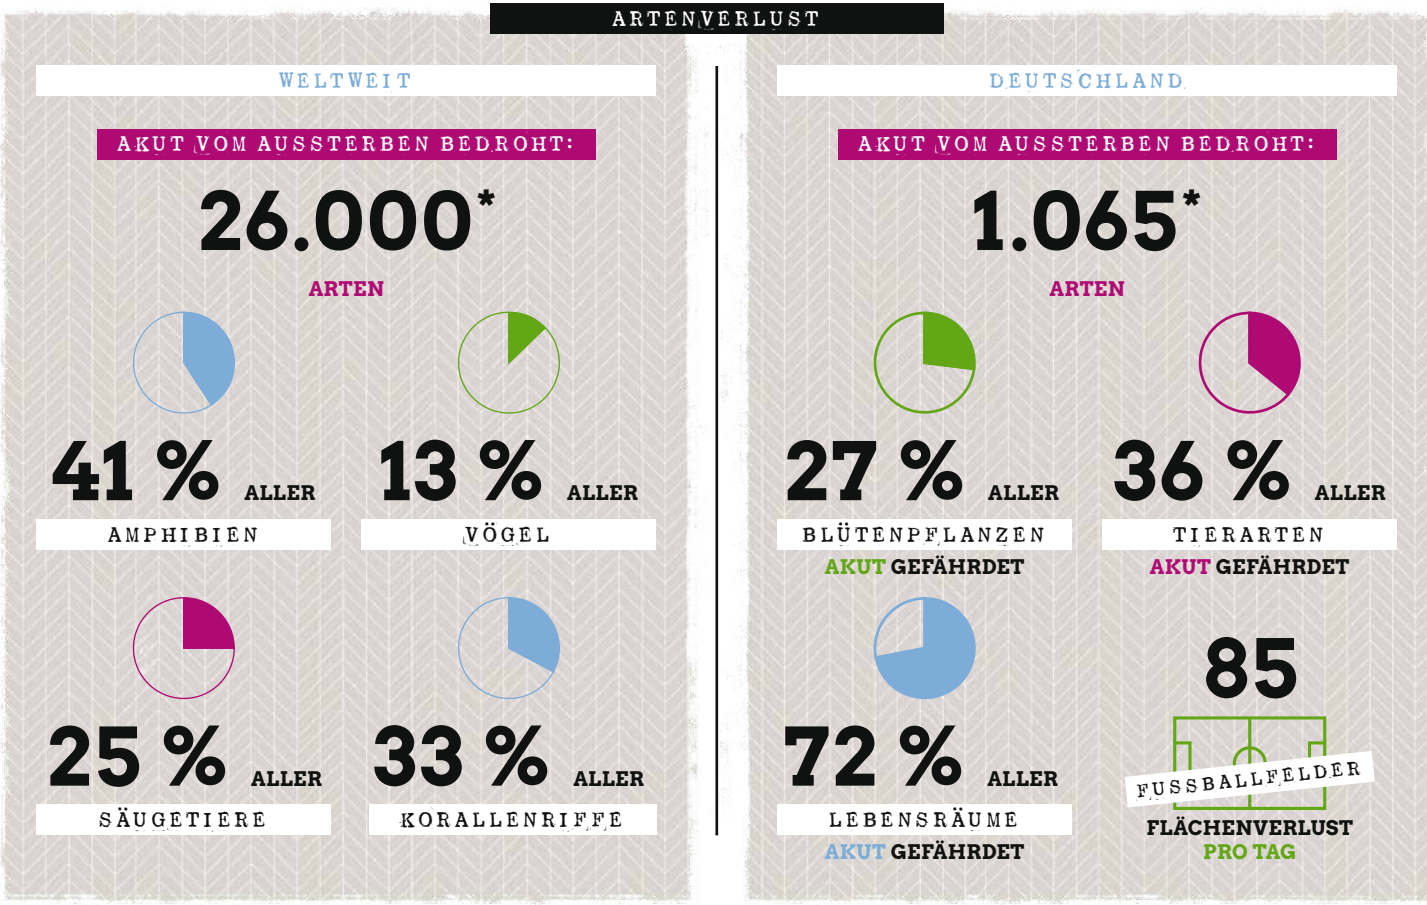 ARTENVERLUST
WELTWEIT
AKUT VOM AUSSTERBEN BEDROHT:
26.000*
ARTEN
41 % ALLER
AMPHIBIEN
13 % ALLER
VÖGEL
25 % ALLER
SÄUGETIERE
33 % ALLER
KORALLENRIFFE
DEUTSCHLAND
AKUT VOM AUSSTERBEN BEDROHT:
1.065*
ARTEN
27 % ALLER
BLÜTENPFLANZEN
AKUT GEFÄHRDET
36 % ALLER
TIERARTEN
AKUT GEFÄHRDET
72 % ALLER
LEBENSRÄUME
AKUT GEFÄHRDET
85
FUSSBALLFELDER
FLÄCHENVERLUST
PRO TAG